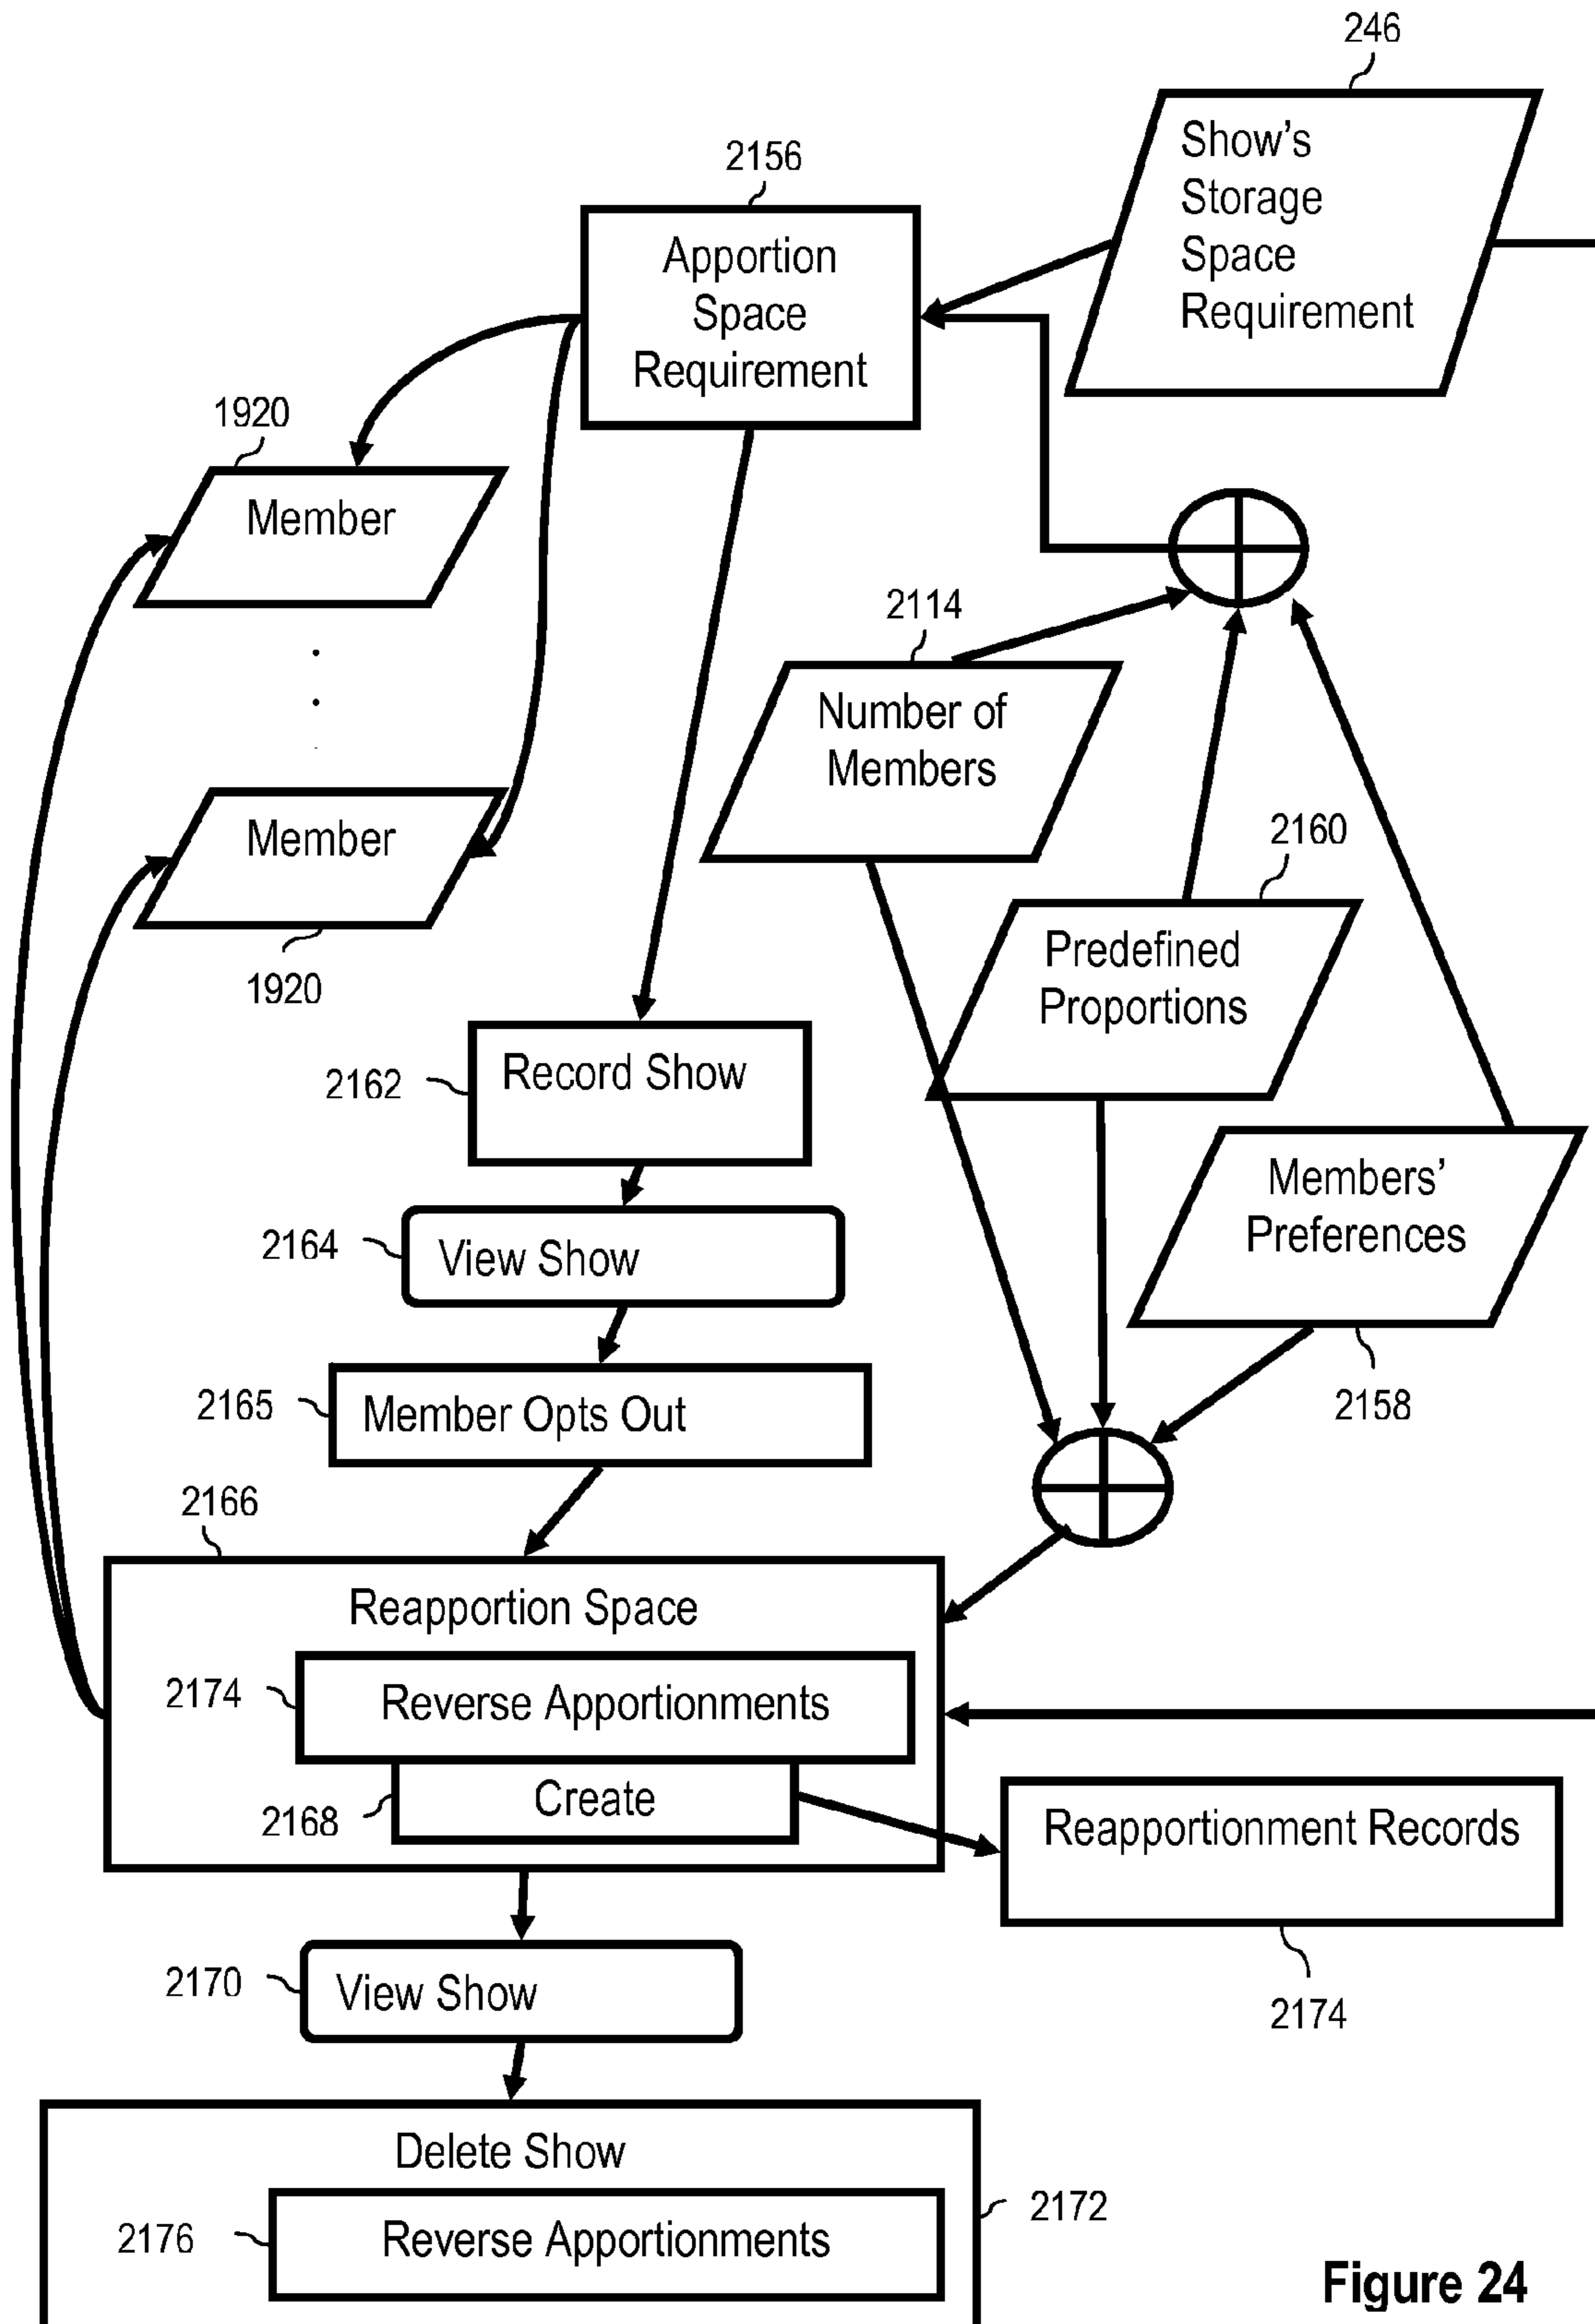 246
Show's
Storage
Space
Requirement
2156
Apportion
Space
Requirement
1920
Member
2114
Number of
Members
Member
1920
2160
Predefined
Proportions
2162
Record Show
Members'
Preferences
2158
2164
View Show
2165
Member Opts Out
2166
Reapportion Space
2174
Reverse Apportionments
2168
Create
Reapportionment Records
2174
2170
View Show
Delete Show
2172
2176
Reverse Apportionments
Figure 24